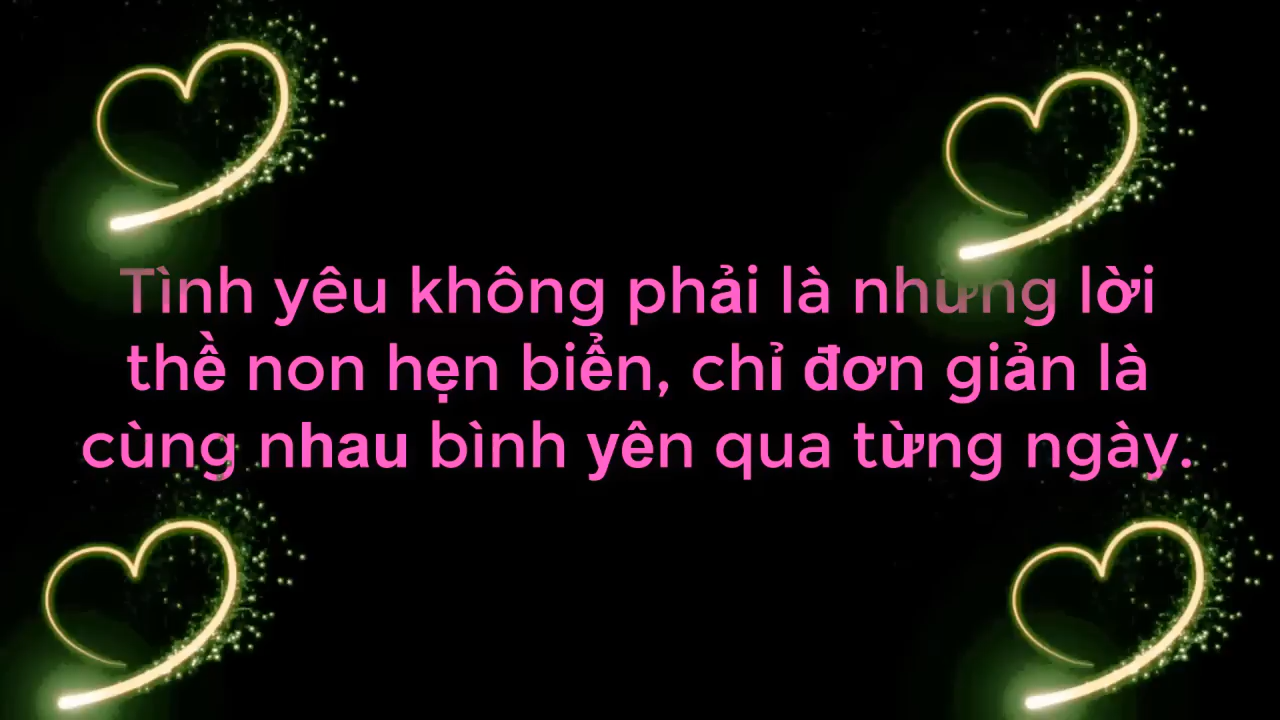 Tình yêu không phải là những lời
thề non hẹn biển, chỉ đơn giản là
cùng nhau bình yên qua từng ngày.